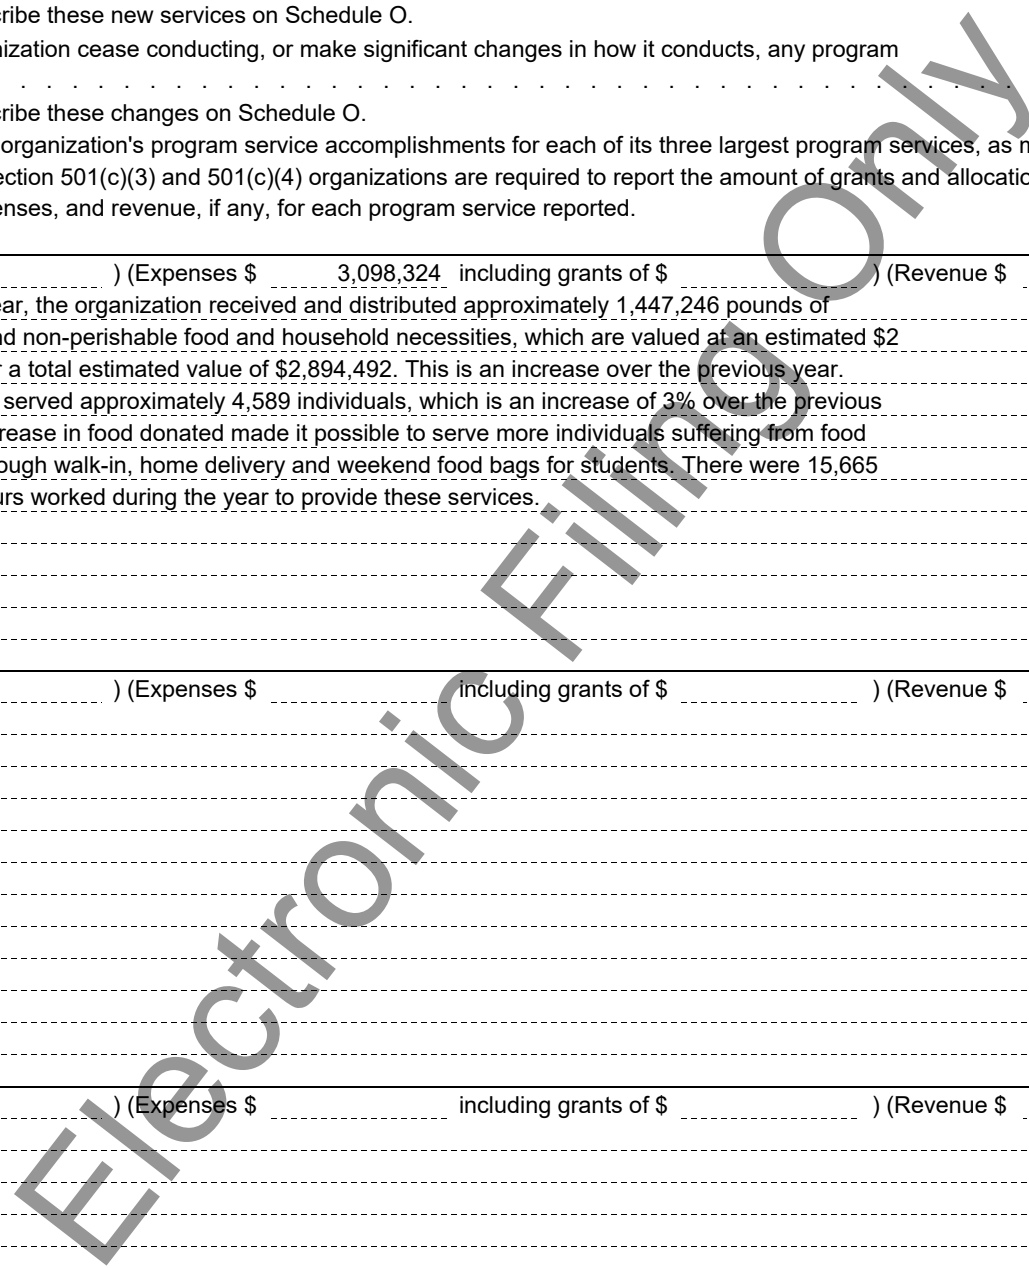 cribe these new services on Schedule O.
nization cease conducting, or make significant changes in how it conducts, any program
. . . . . . . . . . . . . . . . . . . . . . . . . . . . . . . . . . . . . . .
cribe these changes on Schedule O.
organization's program service accomplishments for each of its three largest program services, as m
ection 501(c)(3) and 501(c)(4) organizations are required to report the amount of grants and allocatio
enses, and revenue, if any, for each program service reported.
) (Expenses $ 3,098,324 including grants of $ ) (Revenue $
ear, the organization received and distributed approximately 1,447,246 pounds of
nd non-perishable food and household necessities, which are valued at an estimated $2
r a total estimated value of $2,894,492. This is an increase over the previous year.
served approximately 4,589 individuals, which is an increase of 3% over the previous
rease in food donated made it possible to serve more individuals suffering from food
ough walk-in, home delivery and weekend food bags for students. There were 15,665
urs worked during the year to provide these services.
) (Expenses $ including grants of $ ) (Revenue $
) (Expenses $ including grants of $ ) (Revenue $
Electronic Filing Only